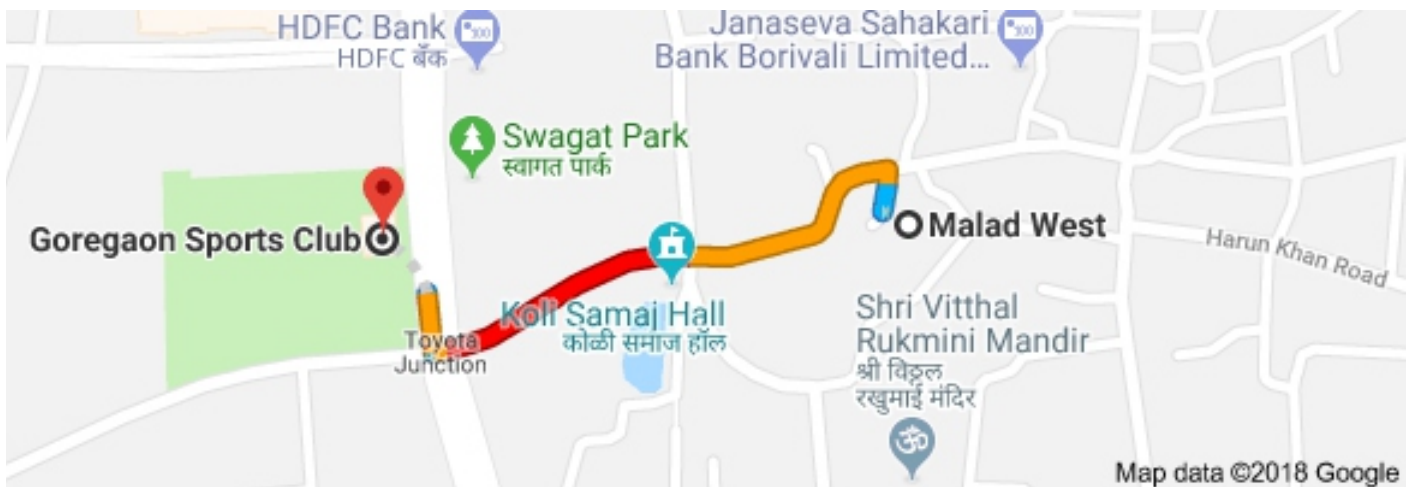 HDFC Bank
HDFC बँक
Janaseva Sahakari
Bank Borivali Limited...
Swagat Park
स्वागत पार्क
Goregaon Sports Club
Malad West
Harun Khan Road
Koli Samaj Hall
कोळी समाज हॉल
Toyota
Junction
Shri Vitthal
Rukmini Mandir
श्री विठ्ठल
रखुमाई मंदिर
Map data ©2018 Google